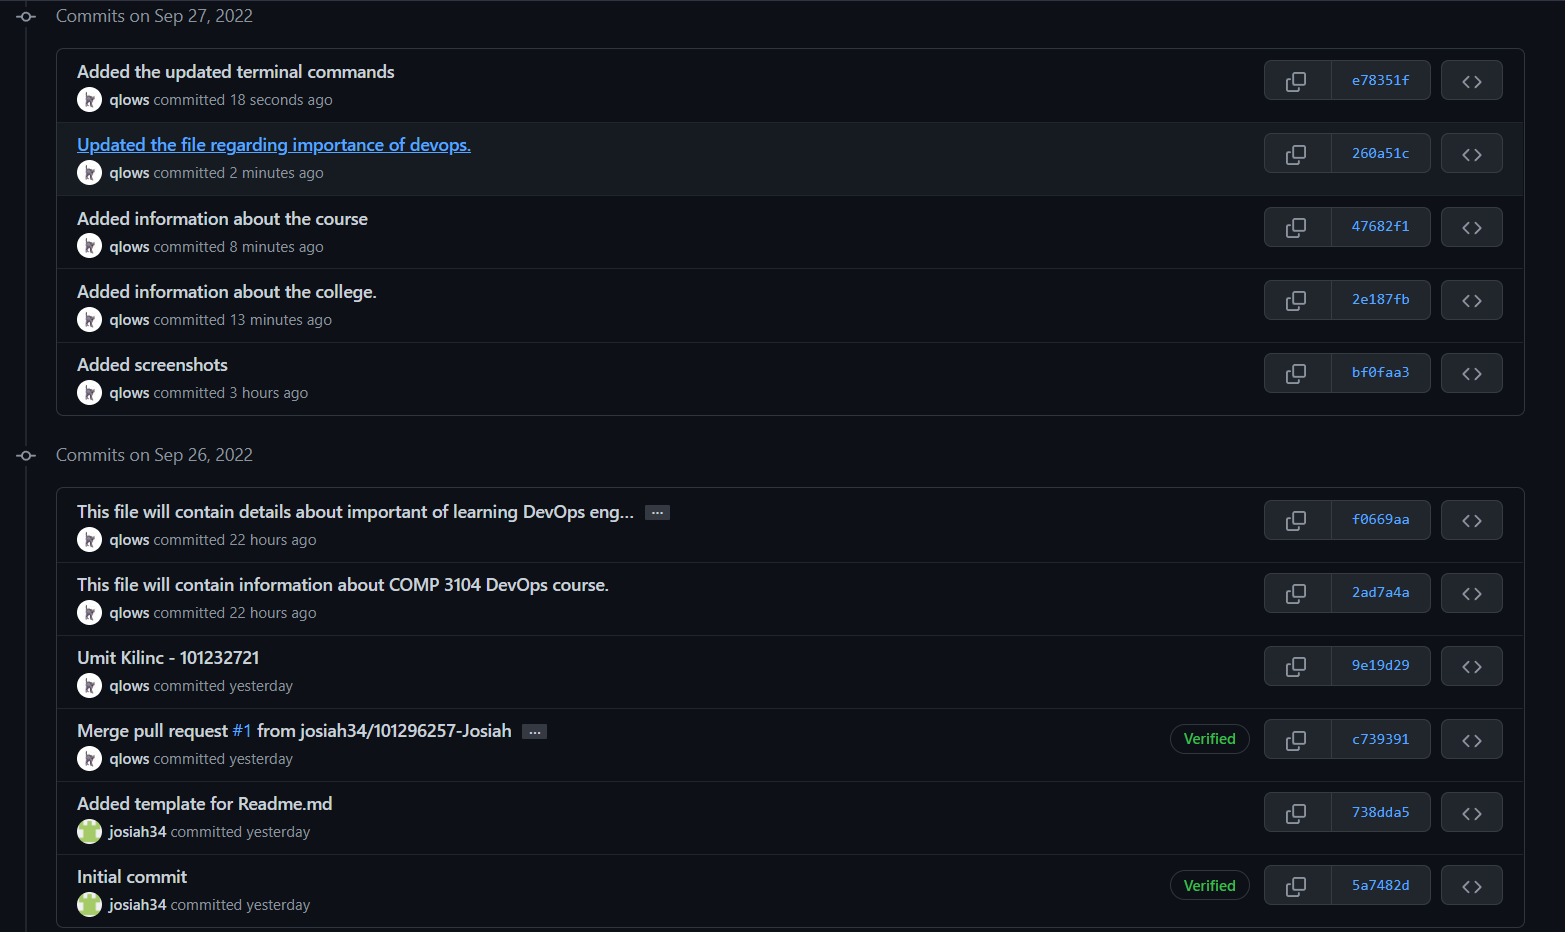 Commits on Sep 27, 2022
Added the updated terminal commands
qlows committed 18 seconds ago
e78351f
Updated the file regarding importance of devops.
qlows committed 2 minutes ago
260a51c
Added information about the course
qlows committed 8 minutes ago
47682f1
Added information about the college.
qlows committed 13 minutes ago
2e187fb
Added screenshots
qlows committed 3 hours ago
bf0faa3
Commits on Sep 26, 2022
This file will contain details about important of learning DevOps eng... ...
qlows committed 22 hours ago
f0669aa
This file will contain information about COMP 3104 DevOps course.
qlows committed 22 hours ago
2ad7a4a
Umit Kilinc - 101232721
qlows committed yesterday
9e19d29
Merge pull request #1 from josiah34/101296257-Josiah ...
qlows committed yesterday
Verified
c739391
Added template for Readme.md
josiah34 committed yesterday
738dda5
Initial commit
josiah34 committed yesterday
Verified
5a7482d